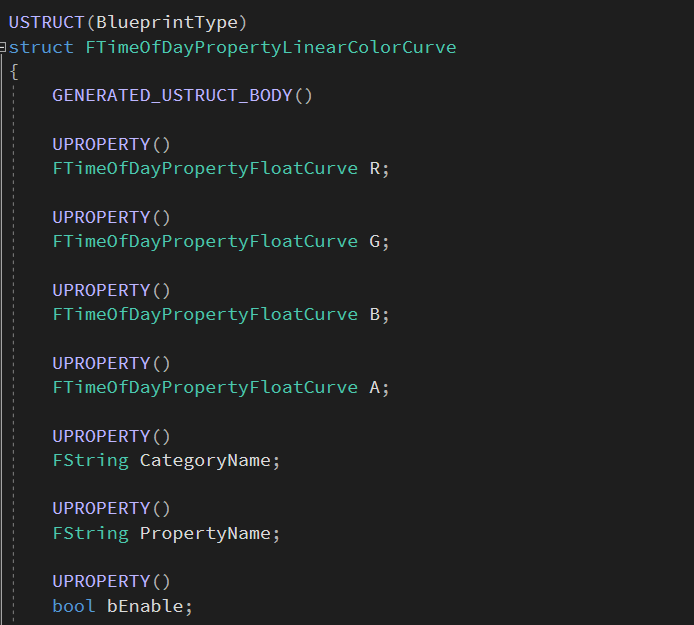 USTRUCT(BlueprintType)
struct FTimeOfDayPropertyLinearColorCurve
{
GENERATED_USTRUCT_BODY()
UPROPERTY()
FTimeOfDayPropertyFloatCurve R;
UPROPERTY()
FTimeOfDayPropertyFloatCurve G;
UPROPERTY()
FTimeOfDayPropertyFloatCurve B;
UPROPERTY()
FTimeOfDayPropertyFloatCurve A;
UPROPERTY()
FString CategoryName;
UPROPERTY()
FString PropertyName;
UPROPERTY()
bool bEnable;